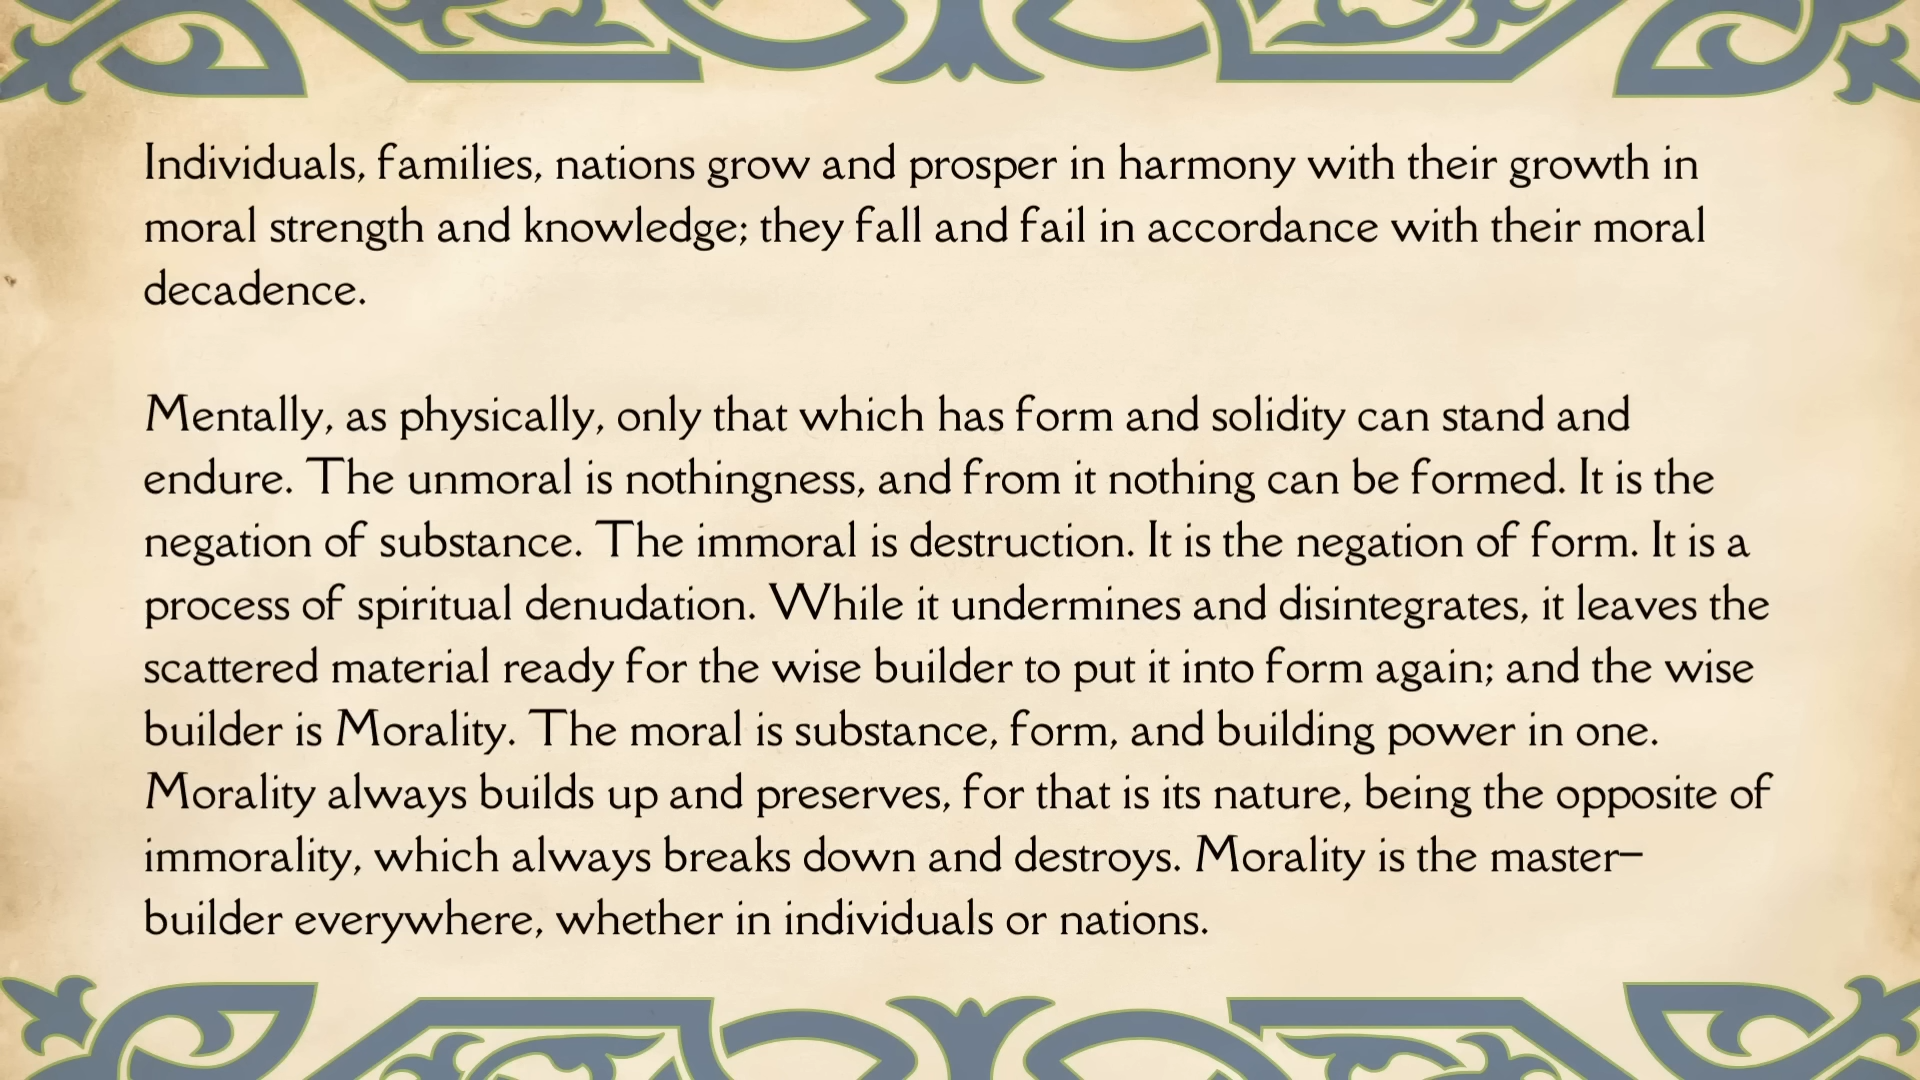 Individuals, families, nations grow and prosper in harmony with their growth in
moral strength and knowledge; they fall and fail in accordance with their moral
decadence.
Mentally, as physically, only that which has form and solidity can stand and
endure. The unmoral is nothingness, and from it nothing can be formed. It is the
negation of substance. The immoral is destruction. It is the negation of form. It is a
process of spiritual denudation. While it undermines and disintegrates, it leaves the
scattered material ready for the wise builder to put it into form again; and the wise
builder is Morality. The moral is substance, form, and building power in one.
Morality always builds up and preserves, for that is its nature, being the opposite of
immorality, which always breaks down and destroys. Morality is the master–
builder everywhere, whether in individuals or nations.